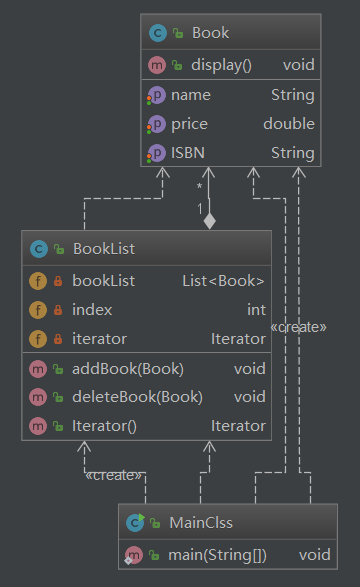 Book
display() void
name String
price double
ISBN String
*
1
BookList
bookList List<Book>
index int
iterator Iterator
«create»
addBook(Book) void
deleteBook(Book) void
Iterator() Iterator
«create»
MainClss
main(String[]) void